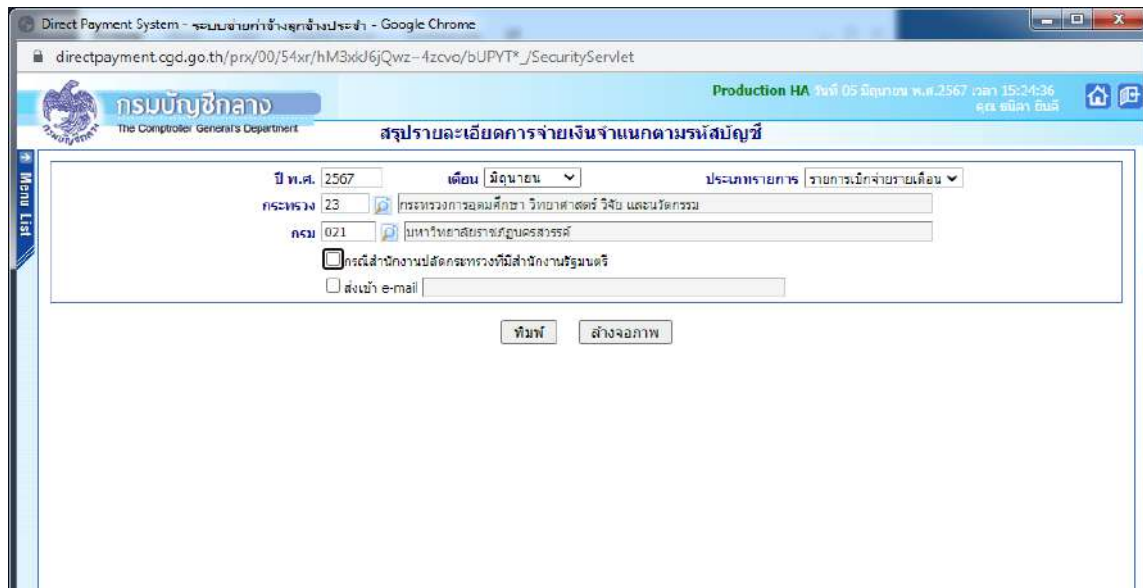 Direct Payment System - ระบบจ่ายค่าจ้างลูกจ้างประจำ - Google Chrome
directpayment.cgd.go.th/prx/00/54xr/hM3xkJ6jQwz--4zcvo/bUPYT*_/SecurityServlet
กรมบัญชีกลาง
The Comptroller General's Department
Production HA วันที่ 05 มิถุนายน พ.ศ.2567 เวลา 15:24:36
คุณ
สรุปรายละเอียดการจ่ายเงินจำแนกตามรหัสบัญชี
Menu List
ปี พ.ศ. 2567 เดือน มิถุนายน ประเภทรายการ รายการเบิกจ่ายรายเดือน
กระทรวง 23 กระทรวงการอุดมศึกษา วิทยาศาสตร์ วิจัย และนวัตกรรม
กรม 021 มหาวิทยาลัยราชภัฏนครสวรรค์
กรณีสำนักงานปลัดกระทรวงที่มีสำนักงานรัฐมนตรี
ส่งเข้า e-mail
พิมพ์ ล้างจอภาพ